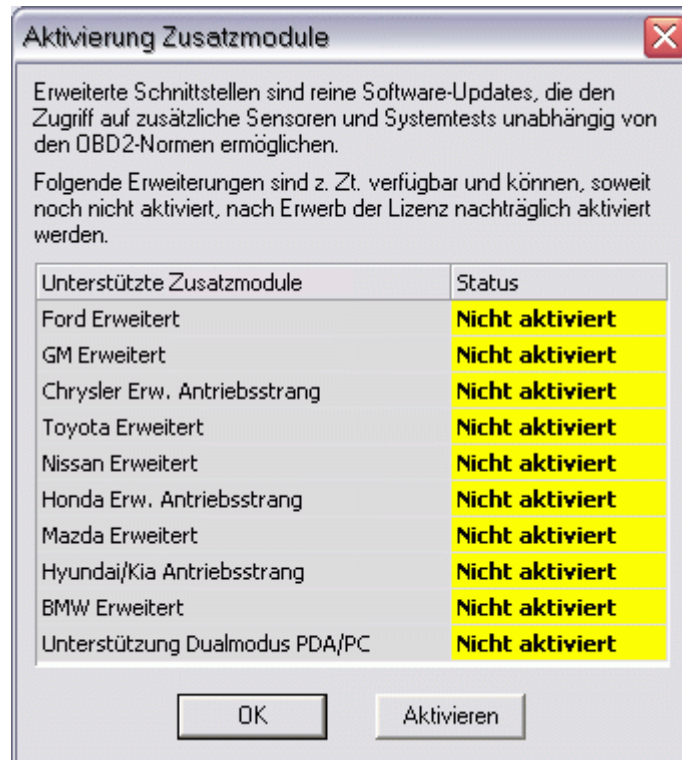 Aktivierung Zusatzmodule
Erweiterte Schnittstellen sind reine Software-Updates, die den
Zugriff auf zusätzliche Sensoren und Systemtests unabhängig von
den OBD2-Normen ermöglichen.
Folgende Erweiterungen sind z. Zt. verfügbar und können, soweit
noch nicht aktiviert, nach Erwerb der Lizenz nachträglich aktiviert
werden.
Unterstützte Zusatzmodule Status
Ford Erweitert Nicht aktiviert
GM Erweitert Nicht aktiviert
Chrysler Erw. Antriebsstrang Nicht aktiviert
Toyota Erweitert Nicht aktiviert
Nissan Erweitert Nicht aktiviert
Honda Erw. Antriebsstrang Nicht aktiviert
Mazda Erweitert Nicht aktiviert
Hyundai/Kia Antriebsstrang Nicht aktiviert
BMW Erweitert Nicht aktiviert
Unterstützung Dualmodus PDA/PC Nicht aktiviert
OK Aktivieren